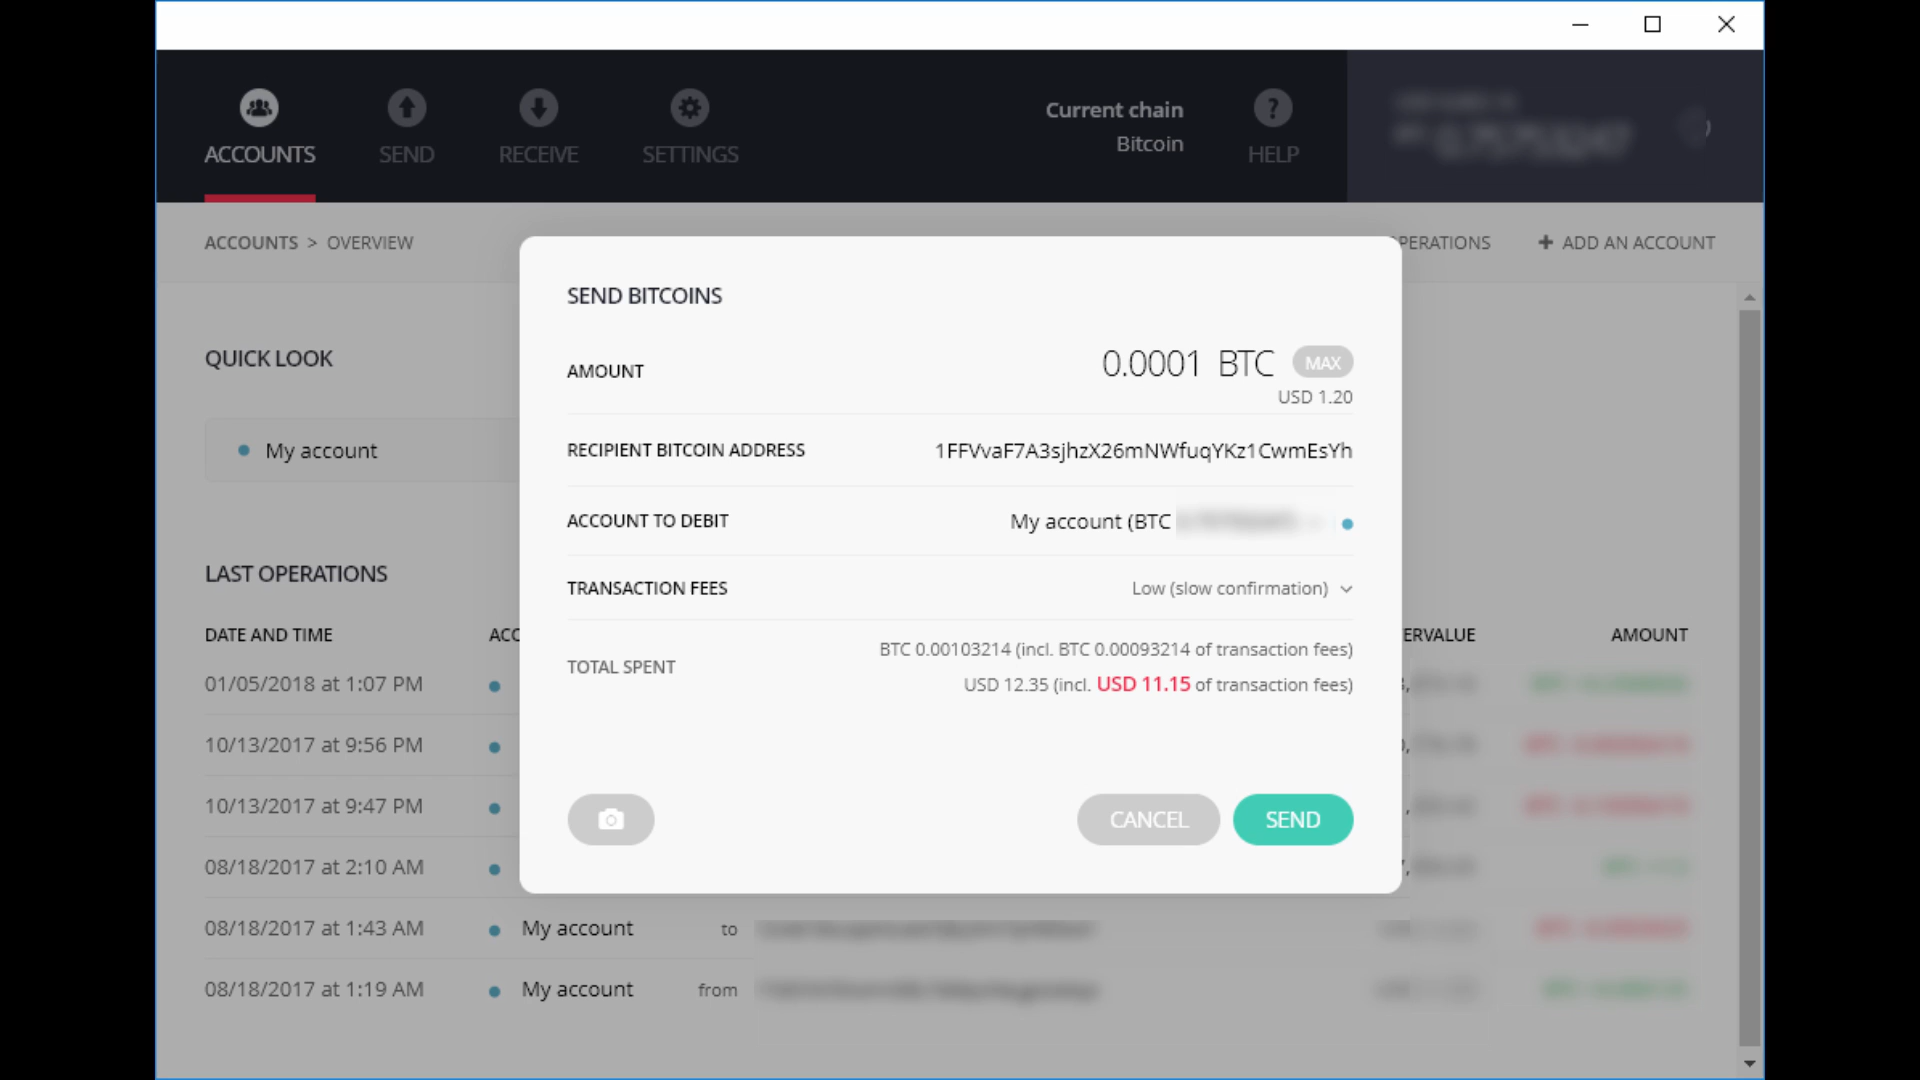 ACCOUNTS
SEND
RECEIVE
SETTINGS
Current chain
Bitcoin
HELP
ACCOUNTS > OVERVIEW
PERATIONS
+ ADD AN ACCOUNT
QUICK LOOK
My account
SEND BITCOINS
AMOUNT
0.0001 BTC
MAX
USD 1.20
RECIPIENT BITCOIN ADDRESS
1FFVvaF7A3sjhzX26mNWfuqYKz1CwmEsYh
ACCOUNT TO DEBIT
My account (BTC
TRANSACTION FEES
Low (slow confirmation)
TOTAL SPENT
BTC 0.00103214 (incl. BTC 0.00093214 of transaction fees)
USD 12.35 (incl. USD 11.15 of transaction fees)
CANCEL
SEND
LAST OPERATIONS
DATE AND TIME
ACC
ERVALUE
AMOUNT
01/05/2018 at 1:07 PM
10/13/2017 at 9:56 PM
10/13/2017 at 9:47 PM
08/18/2017 at 2:10 AM
08/18/2017 at 1:43 AM My account to
08/18/2017 at 1:19 AM My account from